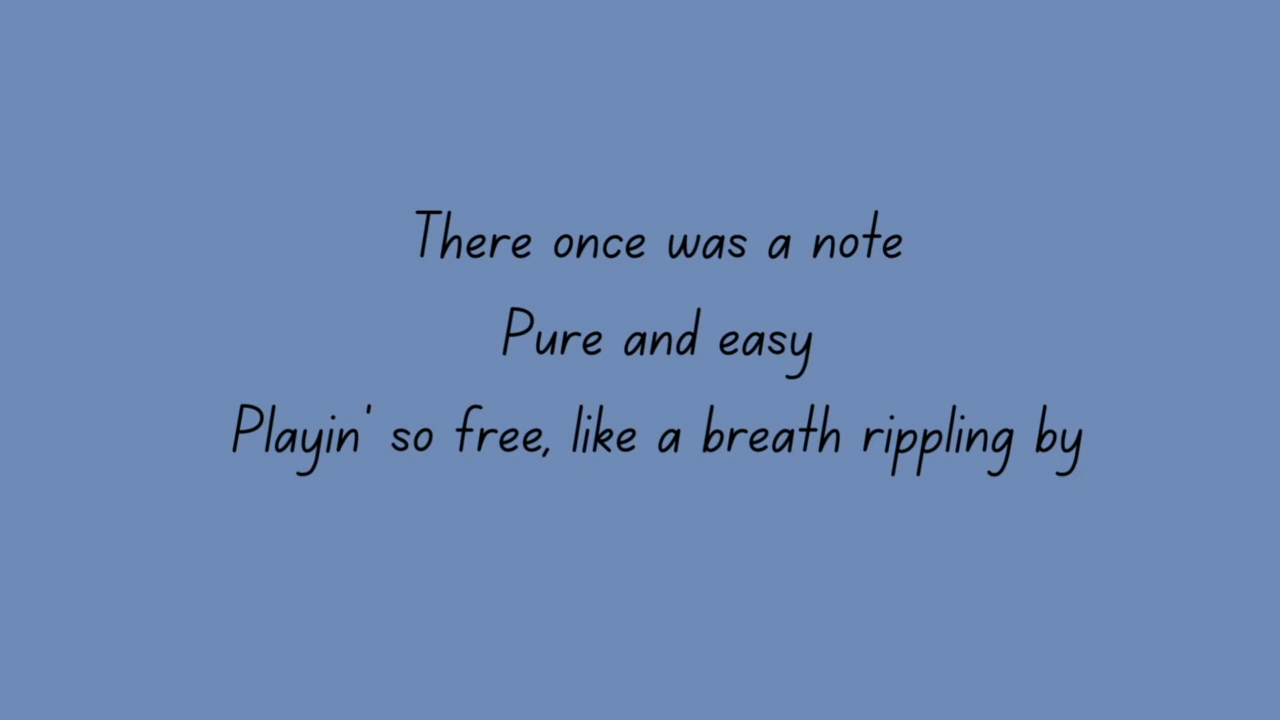 There once was a note
Pure and easy
Playin' so free, like a breath rippling by